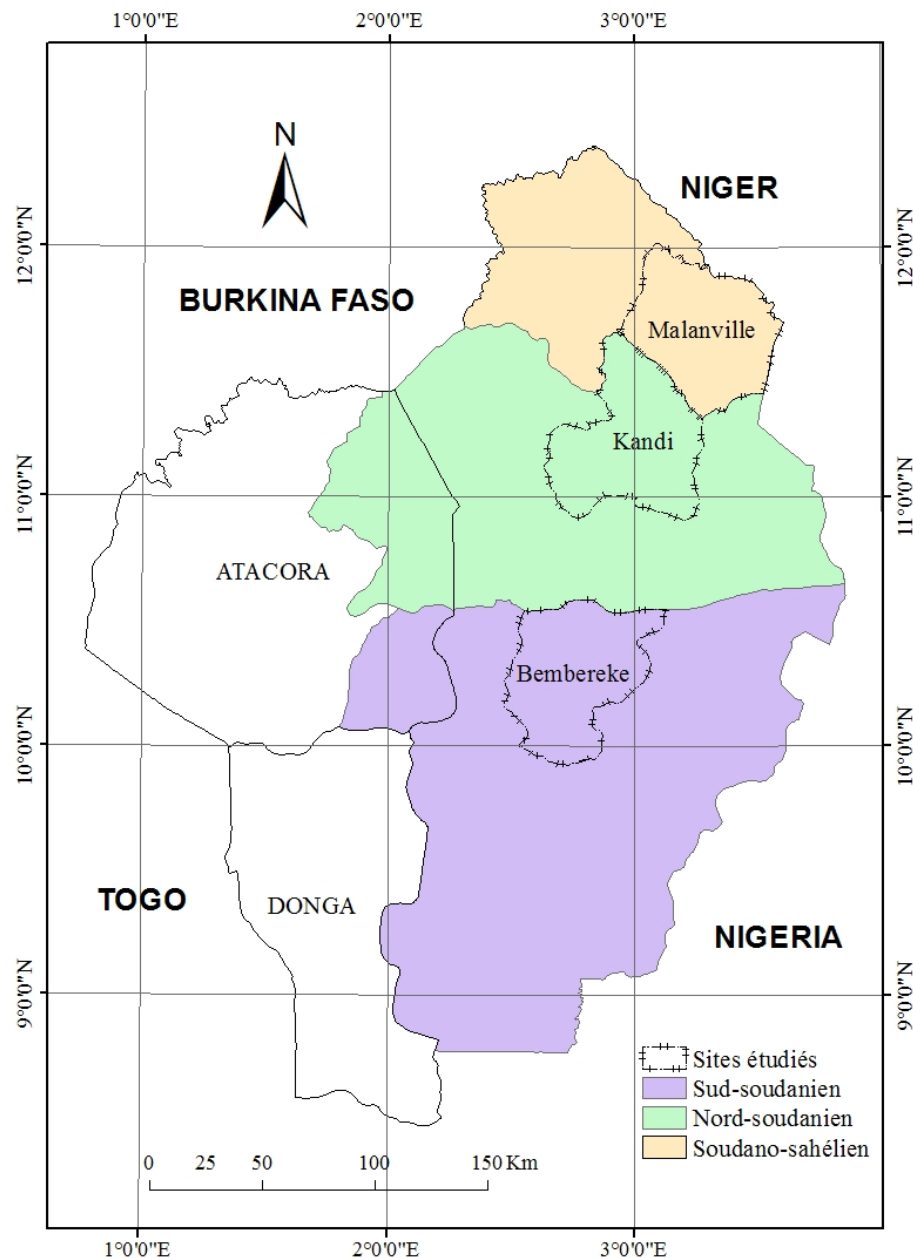 1°0'0"E 2°0'0"E 3°0'0"E
N
NIGER
12°0'0"N 12°0'0"N
BURKINA FASO
Malanville
Kandi
11°0'0"N 11°0'0"N
ATACORA
Bembereke
10°0'0"N 10°0'0"N
TOGO
DONGA
NIGERIA
9°0'0"N 9°0'0"N
Sites étudiés
Sud-soudanien
Nord-soudanien
Soudano-sahélien
0 25 50 100 150 Km
1°0'0"E 2°0'0"E 3°0'0"E